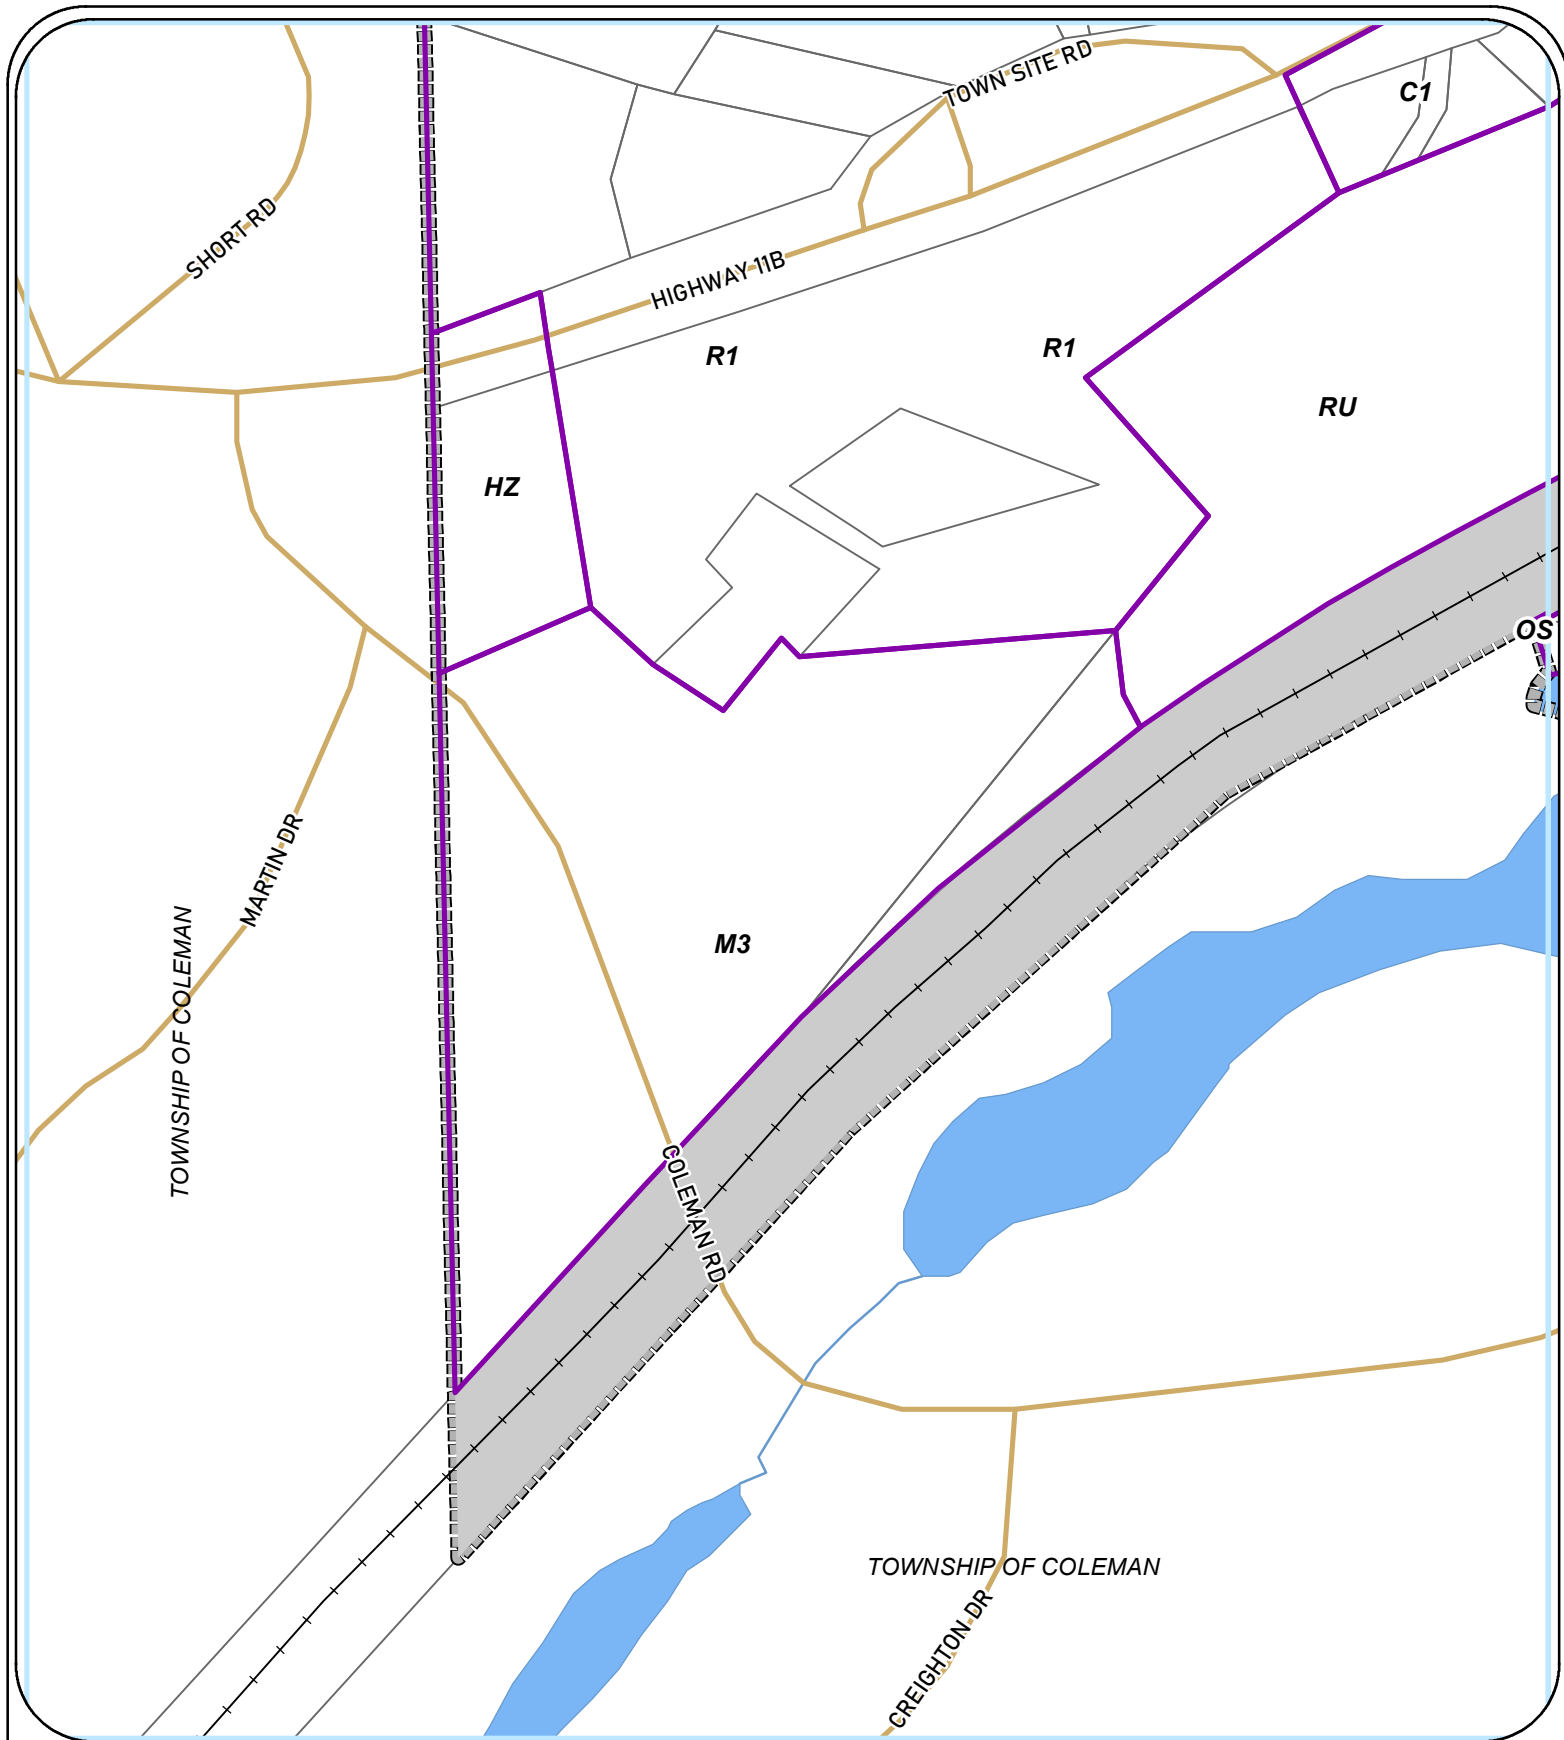 TOWN SITE RD
C1
SHORT RD
HIGHWAY 11B
R1
R1
RU
HZ
OS
MARTIN DR
TOWNSHIP OF COLEMAN
M3
COLEMAN RD
TOWNSHIP OF COLEMAN
CREIGHTON DR